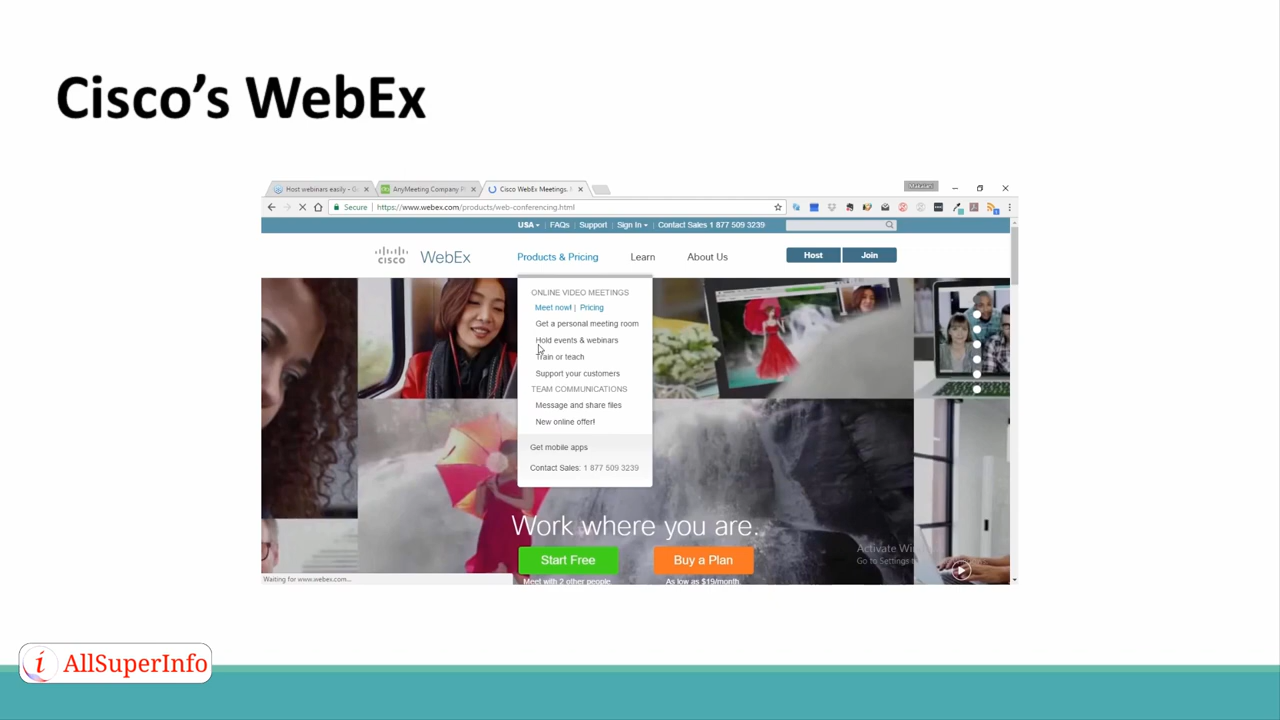 Cisco's WebEx
Host webinars easily - G
AnyMeeting Company P
Cisco WebEx Meetings.
Secure
https://www.webex.com/products/web-conferencing.html
USA
FAQs
Support
Sign In
Contact Sales 1 877 509 3239
CISCO
WebEx
Products & Pricing
Learn
About Us
Host
Join
ONLINE VIDEO MEETINGS
Meet now! | Pricing
Get a personal meeting room
Hold events & webinars
Train or teach
Support your customers
TEAM COMMUNICATIONS
Message and share files
New online offer!
Get mobile apps
Contact Sales: 1 877 509 3239
Work where you are.
Start Free
Buy a Plan
Meet with 2 other people
As low as $19/month
Activate Wi
Go to Settings t
Waiting for www.webex.com...
i AllSuperInfo